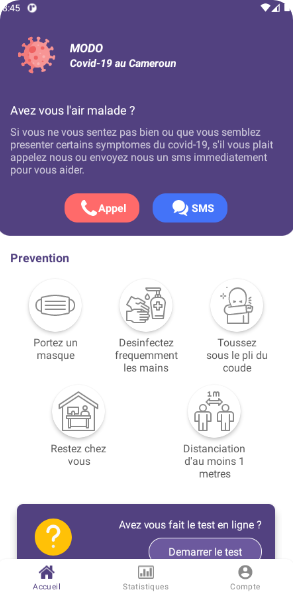 3:45
MODO
Covid-19 au Cameroun
Avez vous l'air malade ?
Si vous ne vous sentez pas bien ou que vous semblez
presenter certains symptomes du covid-19, s'il vous plait
appelez nous ou envoyez nous un sms immediatement
pour vous aider.
Appel
SMS
Prevention
Portez un
masque
Desinfectez
frequemment
les mains
Toussez
sous le pli du
coude
1m
Restez chez
vous
Distanciation
d'au moins 1
metres
?
Avez vous fait le test en ligne ?
Demarrer le test
Accueil
Statistiques
Compte